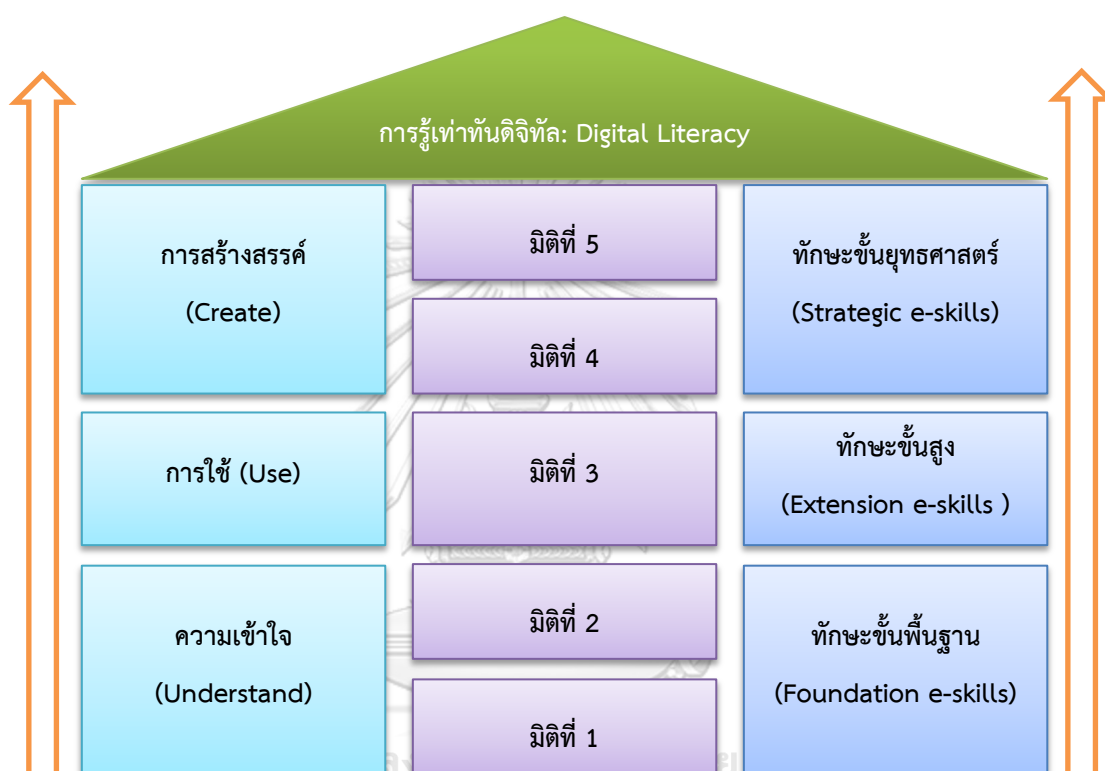 การรู้เท่าทันดิจิทัล: Digital Literacy
การสร้างสรรค์
(Create)
มิติที่ 5
มิติที่ 4
ทักษะขั้นยุทธศาสตร์
(Strategic e-skills)
การใช้ (Use)
มิติที่ 3
ทักษะขั้นสูง
(Extension e-skills )
ความเข้าใจ
(Understand)
มิติที่ 2
มิติที่ 1
ทักษะขั้นพื้นฐาน
(Foundation e-skills)